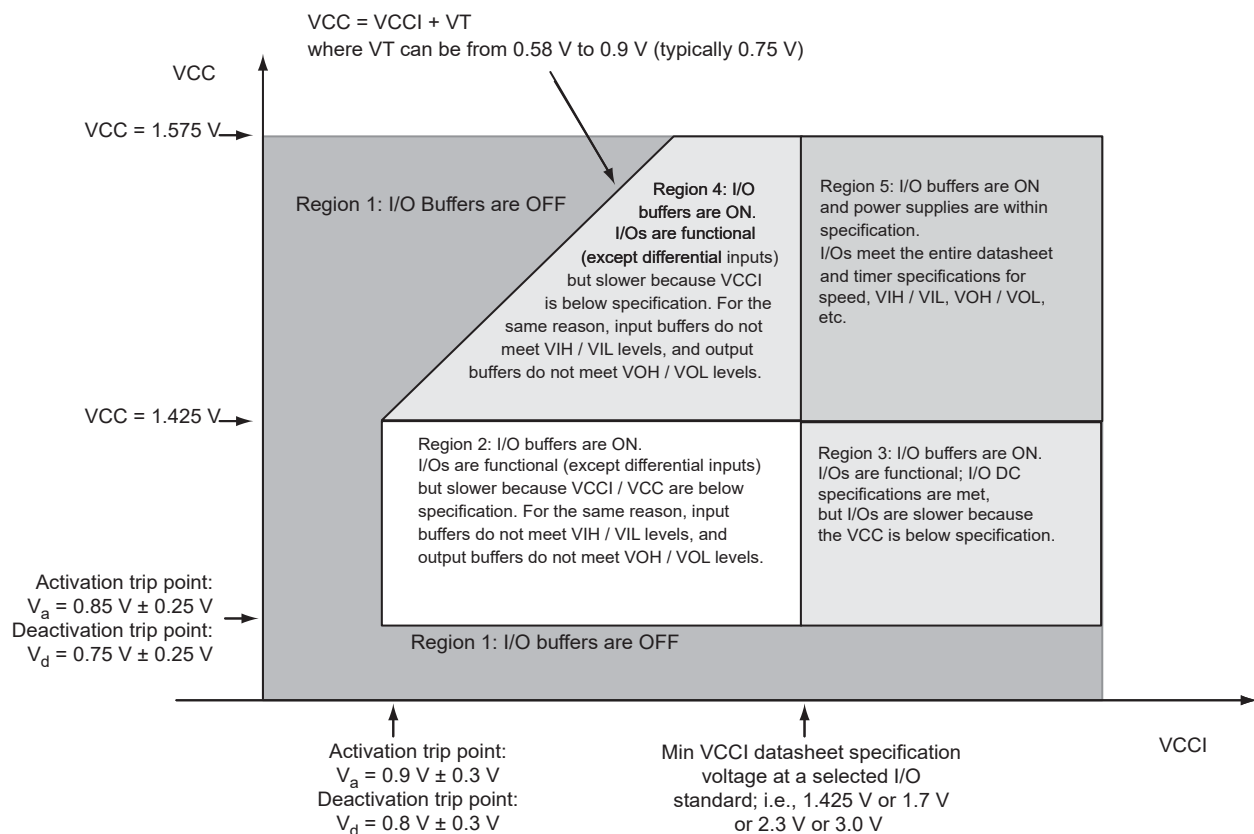 VCC = VCCI + VT
where VT can be from 0.58 V to 0.9 V (typically 0.75 V)
VCC
VCC = 1.575 V
Region 1: I/O Buffers are OFF
Region 4: I/O
buffers are ON.
I/Os are functional
(except differential inputs)
but slower because VCCI
is below specification. For the
same reason, input buffers do not
meet VIH / VIL levels, and output
buffers do not meet VOH / VOL levels.
Region 5: I/O buffers are ON
and power supplies are within
specification.
I/Os meet the entire datasheet
and timer specifications for
speed, VIH / VIL, VOH / VOL,
etc.
VCC = 1.425 V
Region 2: I/O buffers are ON.
I/Os are functional (except differential inputs)
but slower because VCCI / VCC are below
specification. For the same reason, input
buffers do not meet VIH / VIL levels, and
output buffers do not meet VOH / VOL levels.
Region 3: I/O buffers are ON.
I/Os are functional; I/O DC
specifications are met,
but I/Os are slower because
the VCC is below specification.
Activation trip point:
Va = 0.85 V ± 0.25 V
Deactivation trip point:
Vd = 0.75 V ± 0.25 V
Region 1: I/O buffers are OFF
Activation trip point:
Va = 0.9 V ± 0.3 V
Deactivation trip point:
Vd = 0.8 V ± 0.3 V
Min VCCI datasheet specification
voltage at a selected I/O
standard; i.e., 1.425 V or 1.7 V
or 2.3 V or 3.0 V
VCCI